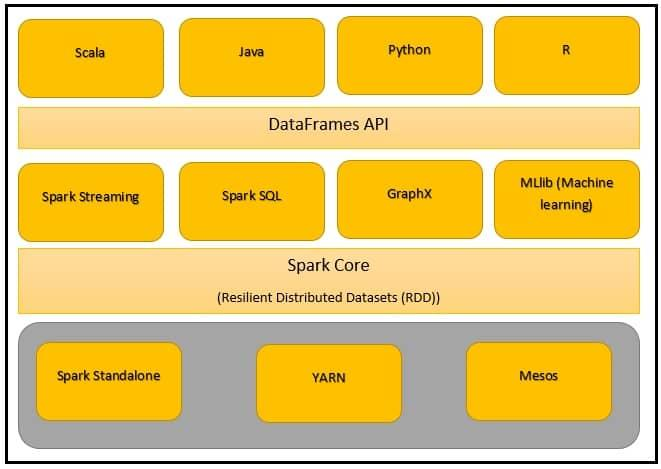 Scala
Java
Python
R
DataFrames API
Spark Streaming
Spark SQL
GraphX
MLlib (Machine
learning)
Spark Core
(Resilient Distributed Datasets (RDD))
Spark Standalone
YARN
Mesos